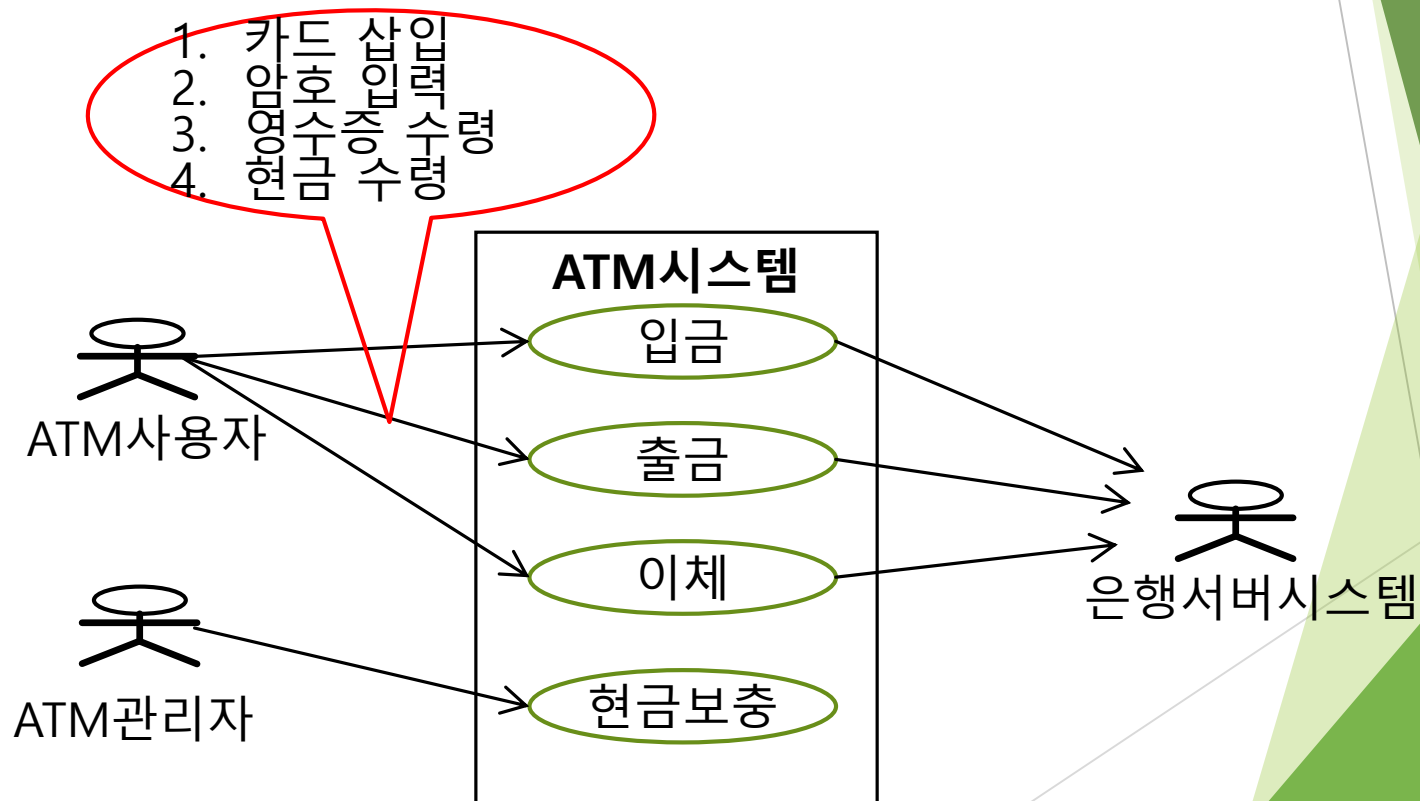 1. 카드 삽입
2. 암호 입력
3. 영수증 수령
4. 현금 수령
ATM시스템
입금
출금
이체
현금보충
ATM사용자
ATM관리자
은행서버시스템